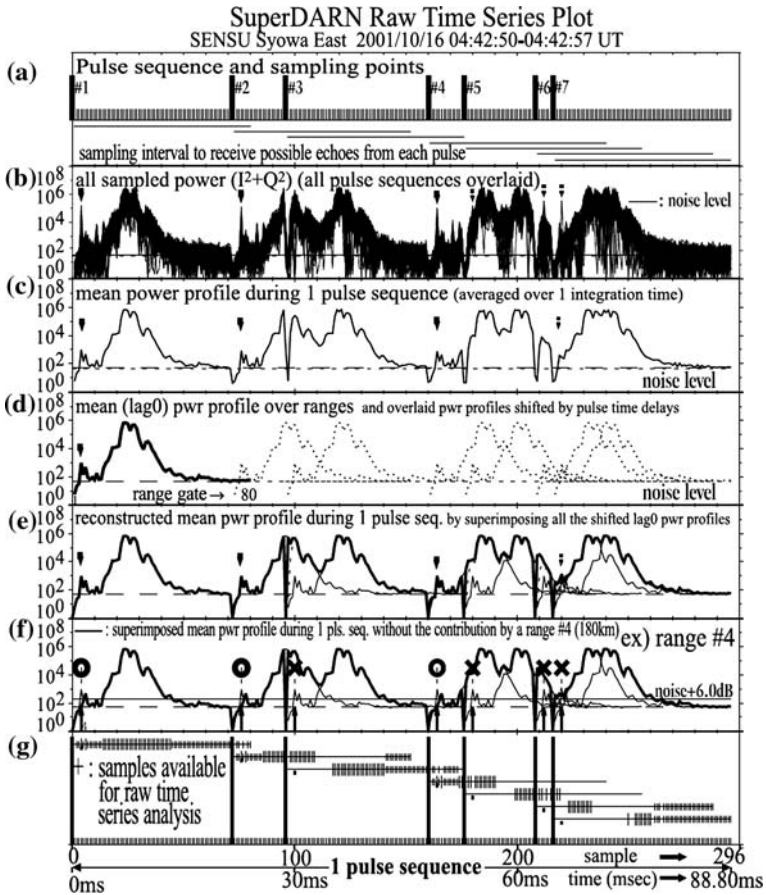 SuperDARN Raw Time Series Plot
SENSU Syowa East 2001/10/16 04:42:50-04:42:57 UT
(a)
Pulse sequence and sampling points
#1 #2 #3 #4 #5 #6 #7
sampling interval to receive possible echoes from each pulse
(b)
all sampled power (I²+Q²) (all pulse sequences overlaid)
— : noise level
10⁸
10⁶
10⁴
10²
10⁰
(c)
mean power profile during 1 pulse sequence (averaged over 1 integration time)
10⁸
10⁶
10⁴
10²
10⁰
noise level
(d)
mean (lag0) pwr profile over ranges and overlaid pwr profiles shifted by pulse time delays
10⁸
10⁶
10⁴
10²
10⁰
range gate → 80
noise level
(e)
reconstructed mean pwr profile during 1 pulse seq. by superimposing all the shifted lag0 pwr profiles
10⁸
10⁶
10⁴
10²
10⁰
(f)
— : superimposed mean pwr profile during 1 pls. seq. without the contribution by a range #4 (180km)
ex) range #4
10⁸
10⁶
10⁴
10²
10⁰
noise+6.0dB
(g)
+ : samples available
for raw time
series analysis
0 100 200 296
sample
1 pulse sequence
0ms 30ms 60ms time (msec) 88.80ms